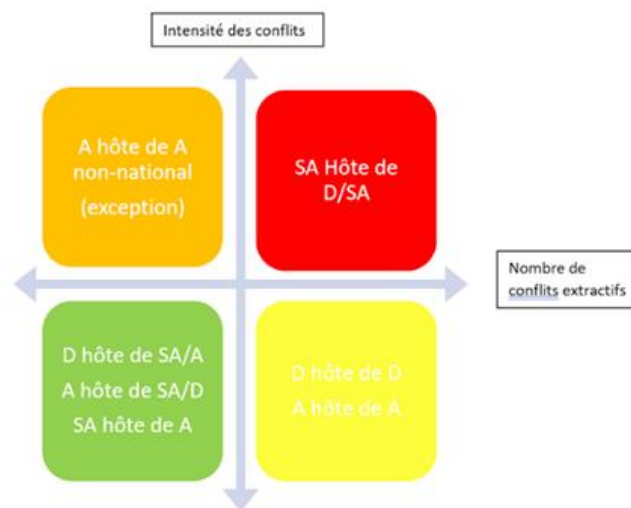 Intensité des conflits
A hôte de A
non-national
(exception)
SA Hôte de
D/SA
Nombre de
conflits extractifs
D hôte de SA/A
A hôte de SA/D
SA hôte de A
D hôte de D
A hôte de A